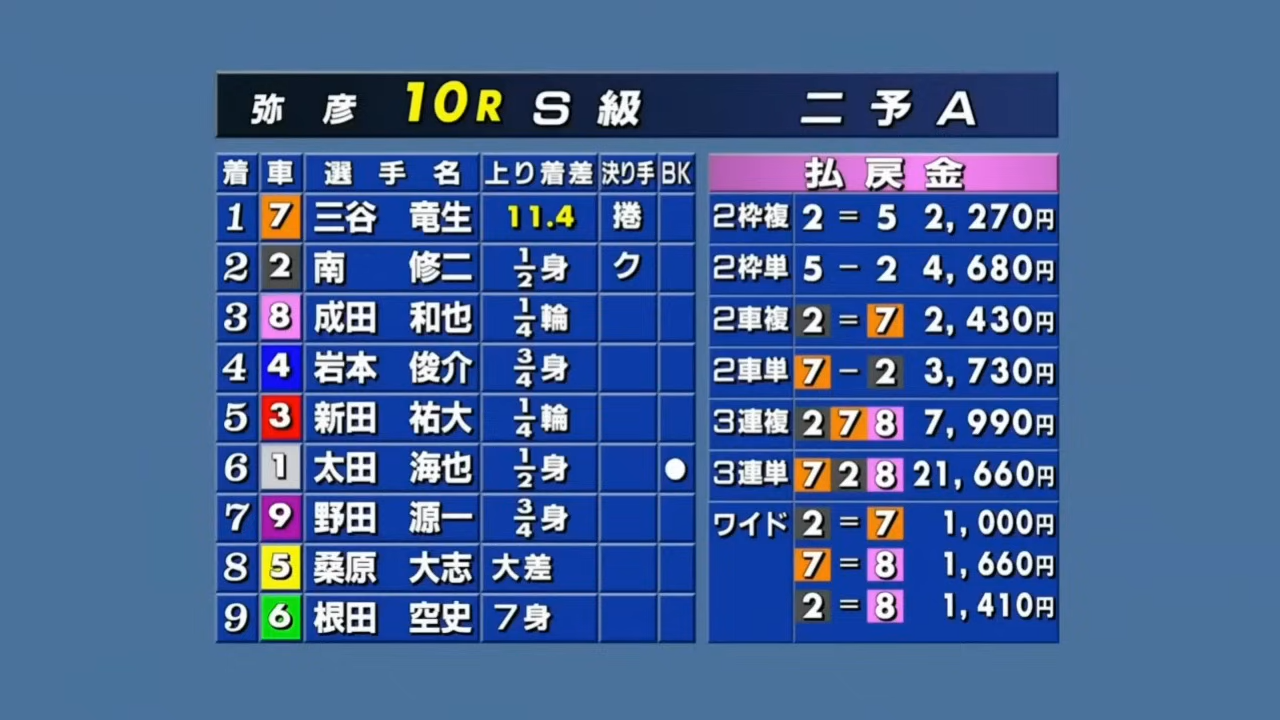 弥彦 10R S級 二予A
着 車 選手名 上り着差 決り手 BK
1 7 三谷 竜生 11.4 捲
2 2 南 修二 1/2身 ク
3 8 成田 和也 1/4輪
4 4 岩本 俊介 3/4身
5 3 新田 祐大 1/4輪
6 1 太田 海也 1/2身 ●
7 9 野田 源一 3/4身
8 5 桑原 大志 大差
9 6 根田 空史 7身
払戻金
2枠複 2=5 2,270円
2枠単 5-2 4,680円
2車複 2=7 2,430円
2車単 7-2 3,730円
3連複 2 7 8 7,990円
3連単 7 2 8 21,660円
ワイド 2=7 1,000円
7=8 1,660円
2=8 1,410円